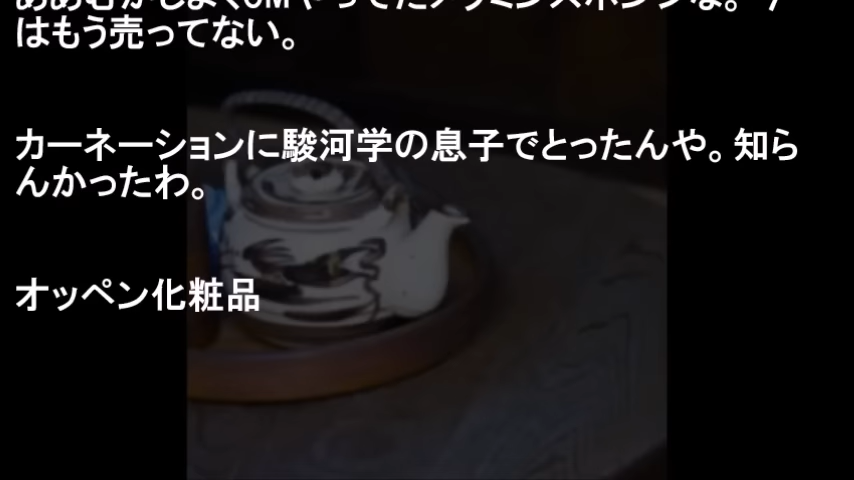 はもう売ってない。
カーネーションに駿河学の息子でとったんや。知ら
んかったわ。
オッペン化粧品